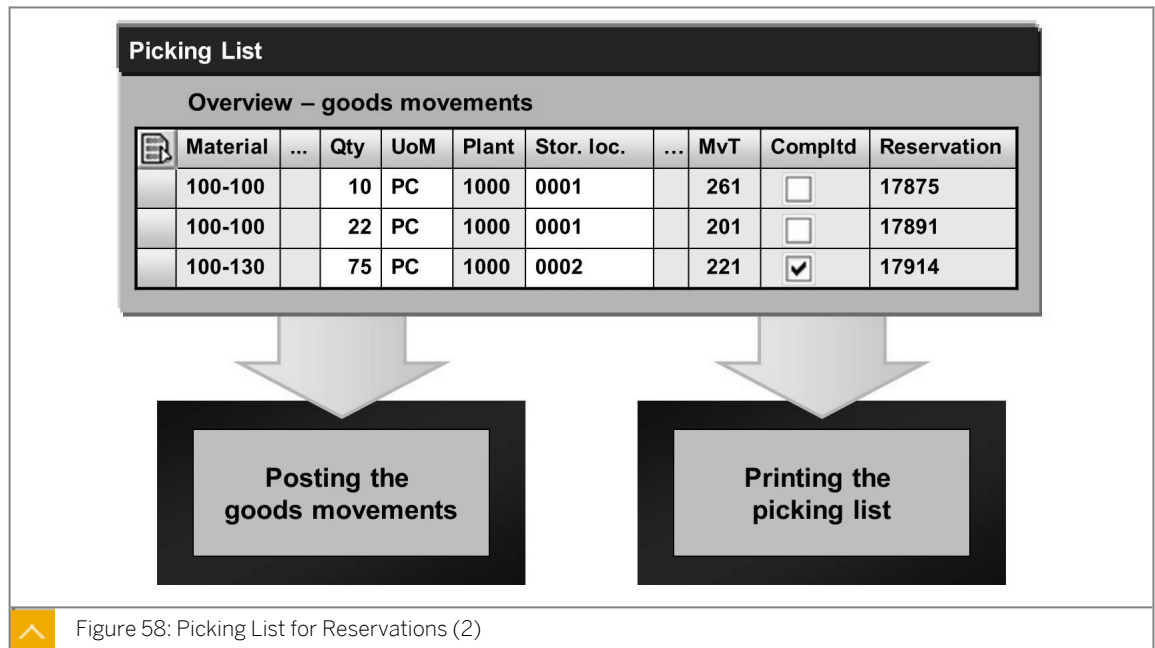 Picking List
Overview – goods movements
Material ... Qty UoM Plant Stor. loc. ... MvT Compltd Reservation
100-100 10 PC 1000 0001 261 17875
100-100 22 PC 1000 0001 201 17891
100-130 75 PC 1000 0002 221 17914
Posting the
goods movements
Printing the
picking list
Figure 58: Picking List for Reservations (2)